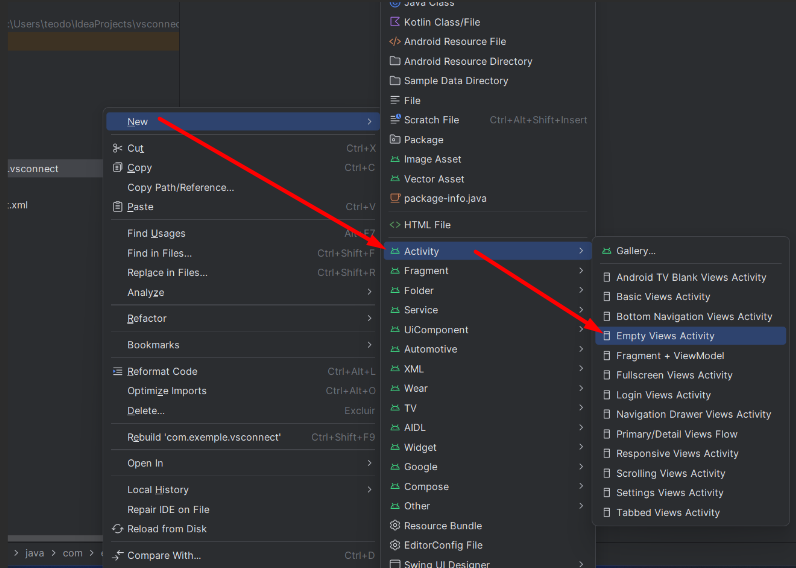 :\Users\teodo\IdeaProjects\vsconnec
.vsconnect
.xml
java > com >
New
Cut Ctrl+X
Copy Ctrl+C
Copy Path/Reference...
Paste Ctrl+V
Find Usages Alt+F7
Find in Files... Ctrl+Shift+F
Replace in Files... Ctrl+Shift+R
Analyze
Refactor
Bookmarks
Reformat Code Ctrl+Alt+L
Optimize Imports Ctrl+Alt+O
Delete... Excluir
Rebuild 'com.exemple.vsconnect' Ctrl+Shift+F9
Open In
Local History
Repair IDE on File
Reload from Disk
Compare With... Ctrl+D
Java Class
Kotlin Class/File
Android Resource File
Android Resource Directory
Sample Data Directory
File
Scratch File Ctrl+Alt+Shift+Insert
Package
Image Asset
Vector Asset
package-info.java
HTML File
Activity
Fragment
Folder
Service
UiComponent
Automotive
XML
Wear
TV
AIDL
Widget
Google
Compose
Other
Resource Bundle
EditorConfig File
Swing UI Designer
Gallery...
Android TV Blank Views Activity
Basic Views Activity
Bottom Navigation Views Activity
Empty Views Activity
Fragment + ViewModel
Fullscreen Views Activity
Login Views Activity
Navigation Drawer Views Activity
Primary/Detail Views Flow
Responsive Views Activity
Scrolling Views Activity
Settings Views Activity
Tabbed Views Activity